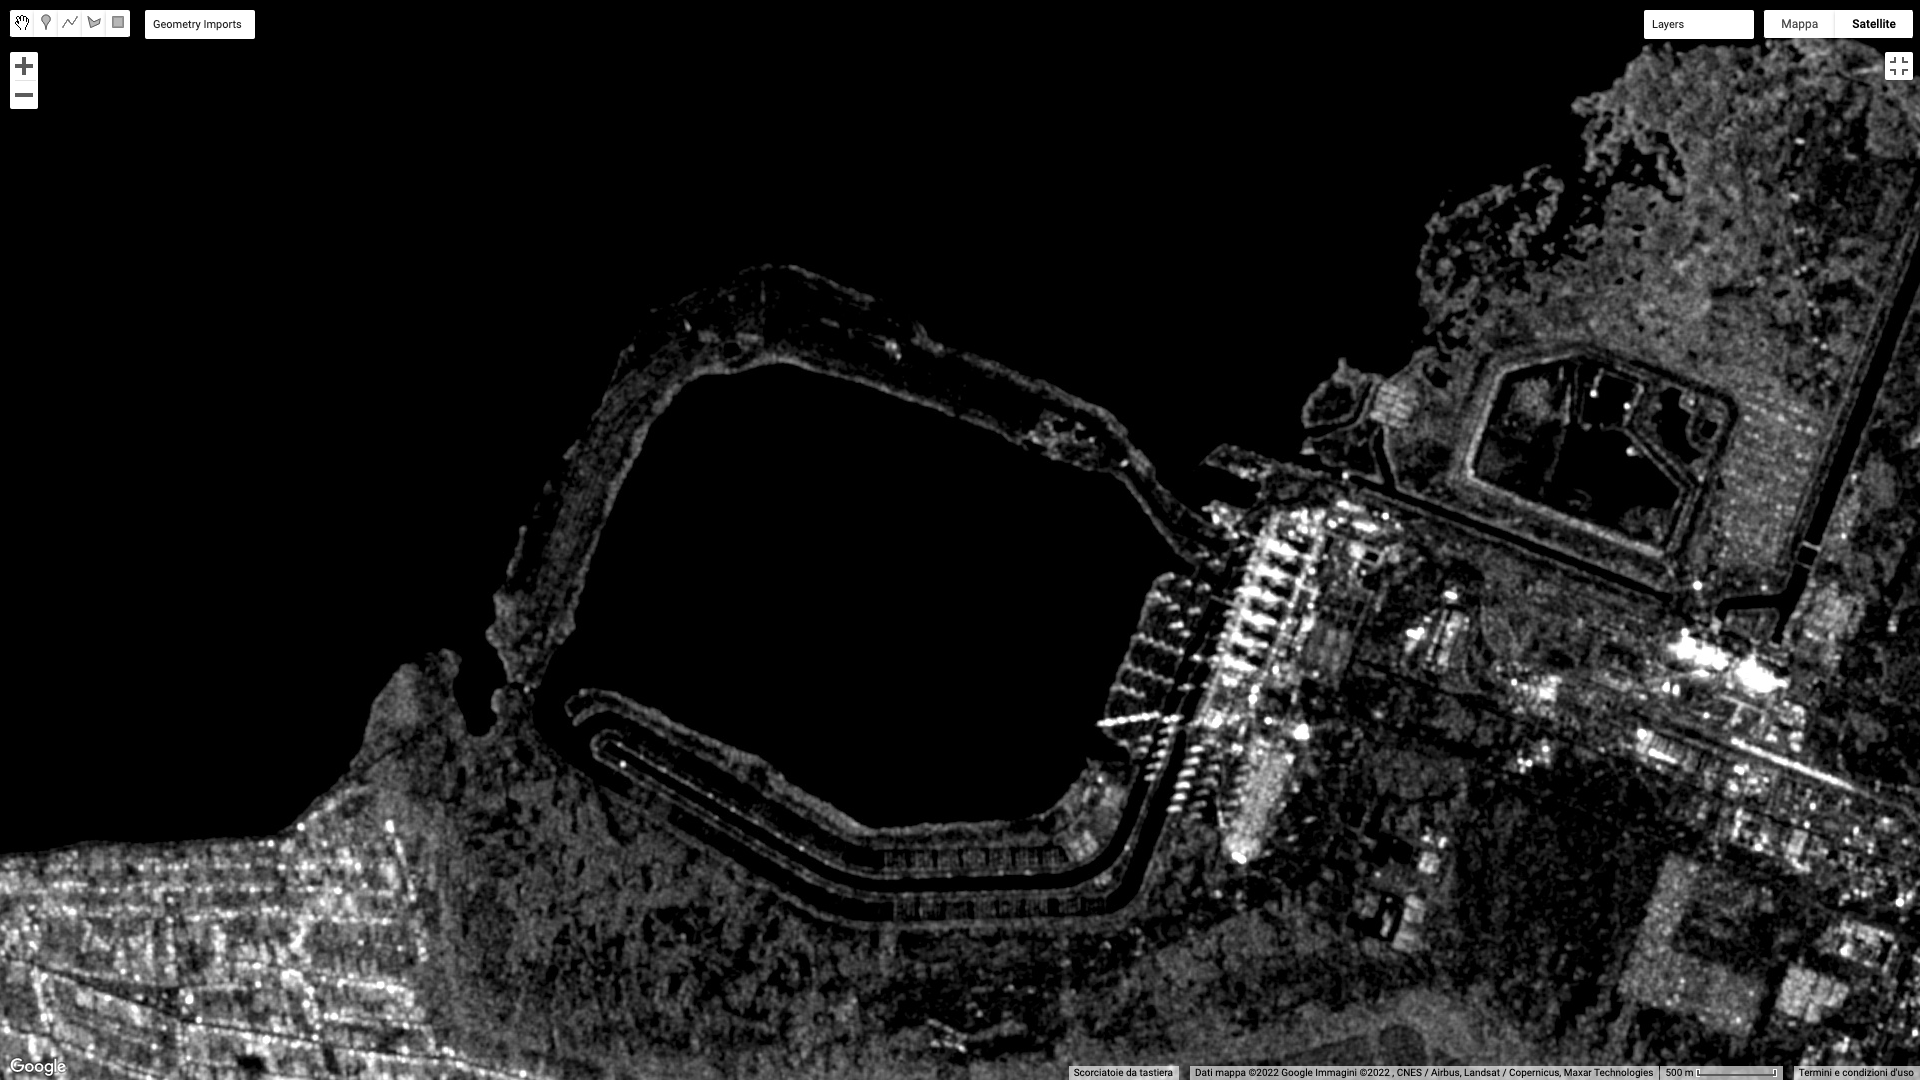 Geometry Imports
Layers
Mappa
Satellite
Google
Scorciatoie da tastiera
Dati mappa ©2022 Google Immagini ©2022 , CNES / Airbus, Landsat / Copernicus, Maxar Technologies
500 m
Termini e condizioni d'uso